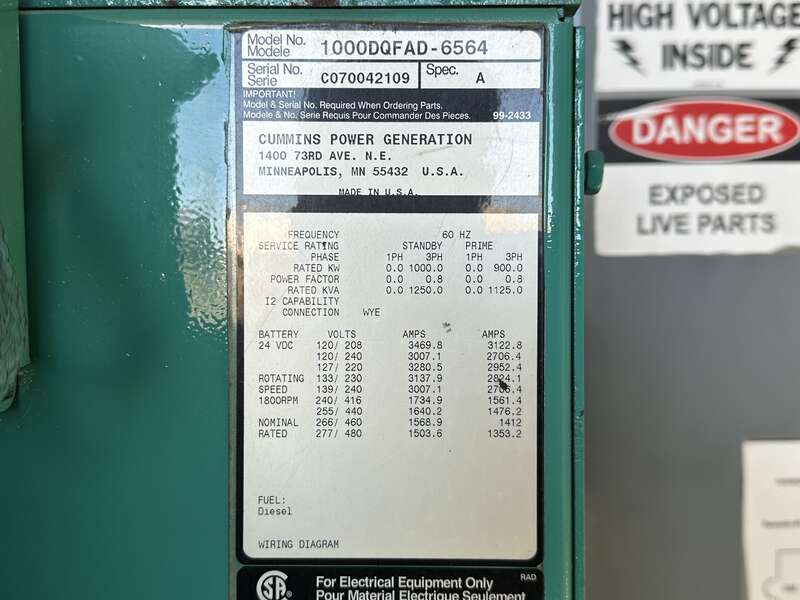 Model No.
Modele
1000DQFAD-6564
Serial No.
Serie
C070042109
Spec.
A
IMPORTANT!
Model & Serial No. Required When Ordering Parts.
Modele & No. Serie Requis Pour Commander Des Pieces.
99-2433
CUMMINS POWER GENERATION
1400 73RD AVE. N.E.
MINNEAPOLIS, MN 55432 U.S.A.
MADE IN U.S.A.
FREQUENCY 60 HZ
SERVICE RATING STANDBY PRIME
PHASE 1PH 3PH 1PH 3PH
RATED KW 0.0 1000.0 0.0 900.0
POWER FACTOR 0.0 0.8 0.0 0.8
RATED KVA 0.0 1250.0 0.0 1125.0
I2 CAPABILITY
CONNECTION WYE
BATTERY VOLTS AMPS AMPS
24 VDC 120/ 208 3469.8 3122.8
120/ 240 3007.1 2706.4
127/ 220 3280.5 2952.4
ROTATING 133/ 230 3137.9 2824.1
SPEED 139/ 240 3007.1 2706.4
1800RPM 240/ 416 1734.9 1561.4
255/ 440 1640.2 1476.2
NOMINAL 266/ 460 1568.9 1412
RATED 277/ 480 1503.6 1353.2
FUEL:
Diesel
WIRING DIAGRAM
RAD
For Electrical Equipment Only
Pour Material Electrique Seulement
HIGH VOLTAGE
INSIDE
DANGER
EXPOSED
LIVE PARTS